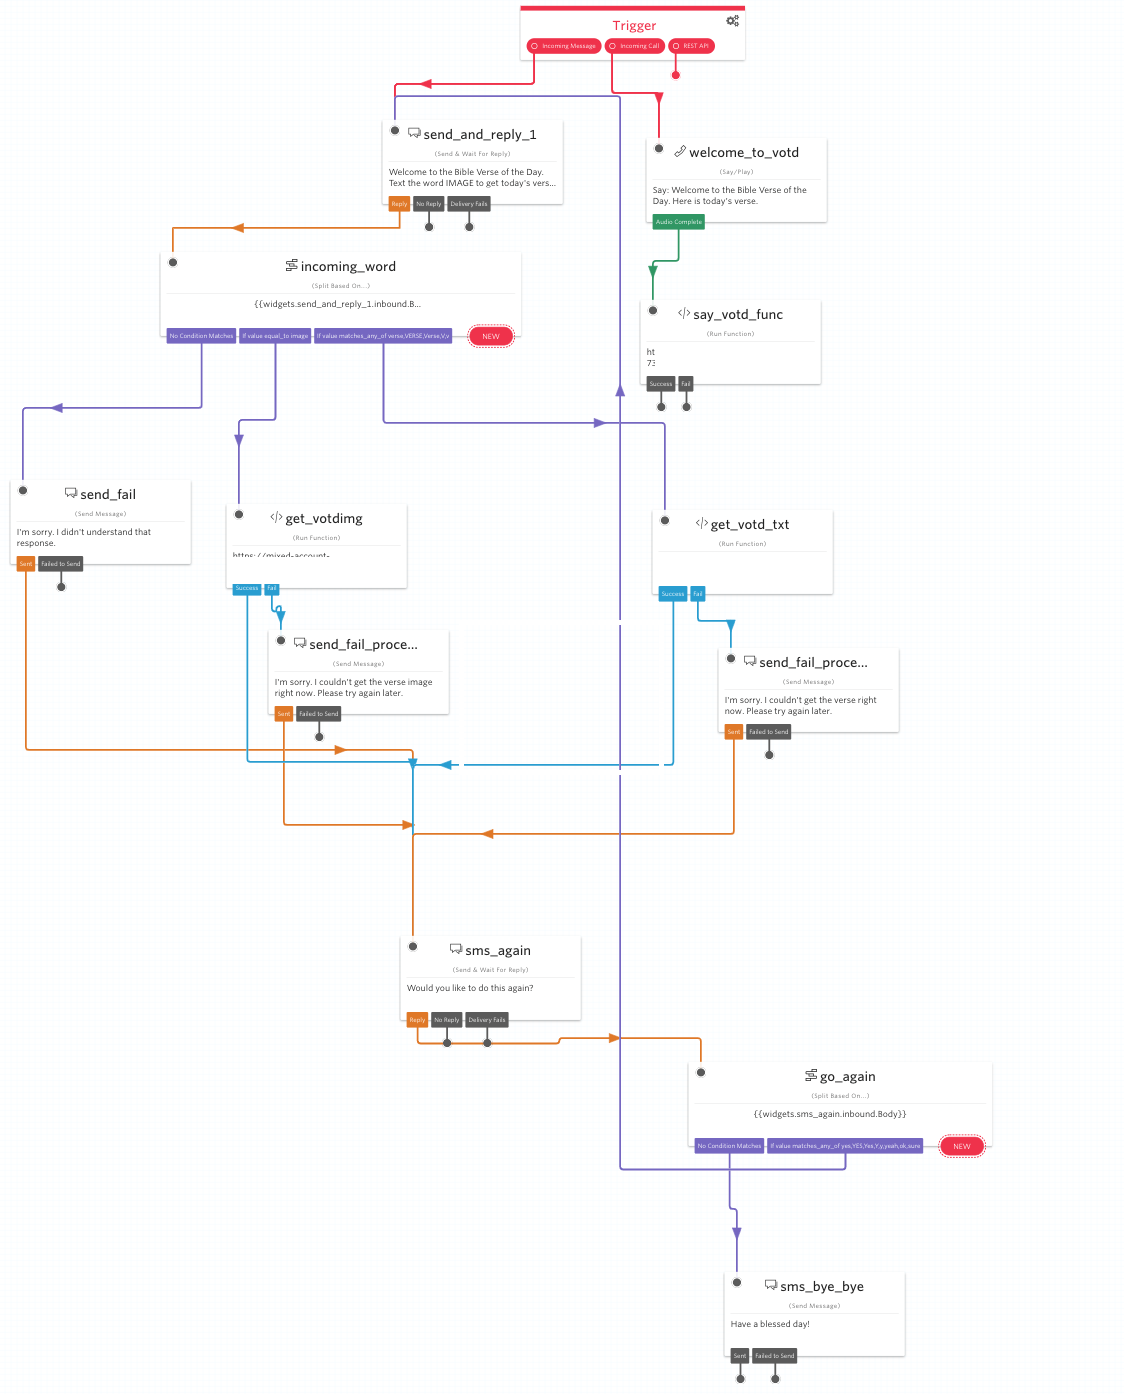 Trigger
Incoming Message Incoming Call REST API
send_and_reply_1
(Send & Wait For Reply)
Welcome to the Bible Verse of the Day.
Text the word IMAGE to get today's vers...
Reply No Reply Delivery Fails
welcome_to_votd
(Say/Play)
Say: Welcome to the Bible Verse of the
Day. Here is today's verse.
Audio Complete
incoming_word
(Split Based On...)
{{widgets.send_and_reply_1.inbound.B...
No Condition Matches If value equal_to image If value matches_any_of verse,VERSE,Verse,V,v NEW
say_votd_func
(Run Function)
ht
73
Success Fail
send_fail
(Send Message)
I'm sorry. I didn't understand that
response.
Sent Failed to Send
get_votdimg
(Run Function)
https://mixed-account-
Success Fail
get_votd_txt
(Run Function)
Success Fail
send_fail_proce...
(Send Message)
I'm sorry. I couldn't get the verse image
right now. Please try again later.
Sent Failed to Send
send_fail_proce...
(Send Message)
I'm sorry. I couldn't get the verse right
now. Please try again later.
Sent Failed to Send
sms_again
(Send & Wait For Reply)
Would you like to do this again?
Reply No Reply Delivery Fails
go_again
(Split Based On...)
{{widgets.sms_again.inbound.Body}}
No Condition Matches If value matches_any_of yes,YES,Yes,Y,y,yeah,ok,sure NEW
sms_bye_bye
(Send Message)
Have a blessed day!
Sent Failed to Send